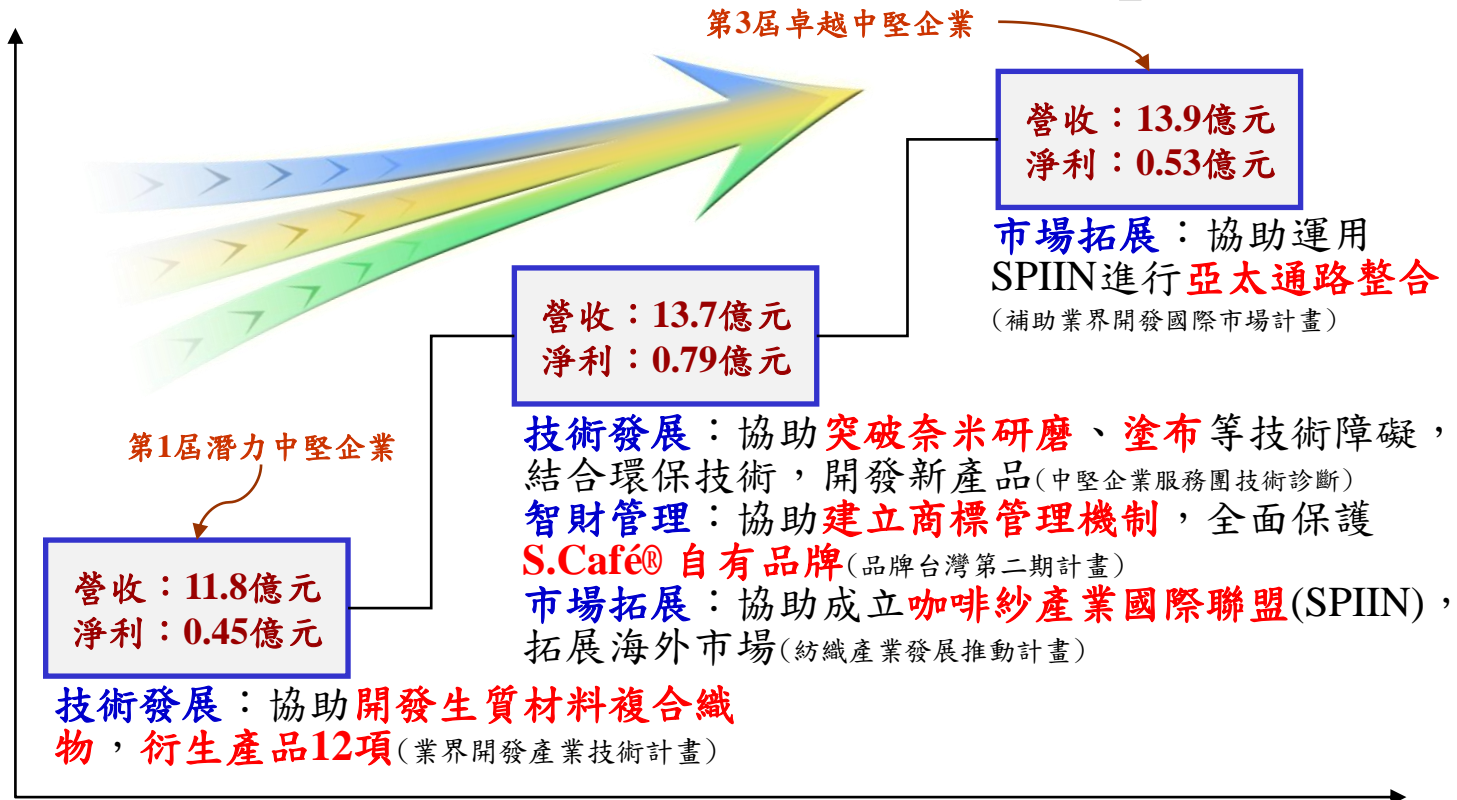 第3屆卓越中堅企業
營收：13.9億元
淨利：0.53億元
市場拓展：協助運用
SPIIN進行亞太通路整合
(補助業界開發國際市場計畫)
營收：13.7億元
淨利：0.79億元
技術發展：協助突破奈米研磨、塗布等技術障礙，
結合環保技術，開發新產品(中堅企業服務團技術診斷)
智財管理：協助建立商標管理機制，全面保護
S.Café® 自有品牌(品牌台灣第二期計畫)
市場拓展：協助成立咖啡紗產業國際聯盟(SPIIN)，
拓展海外市場(紡織產業發展推動計畫)
第1屆潛力中堅企業
營收：11.8億元
淨利：0.45億元
技術發展：協助開發生質材料複合織
物，衍生產品12項(業界開發產業技術計畫)